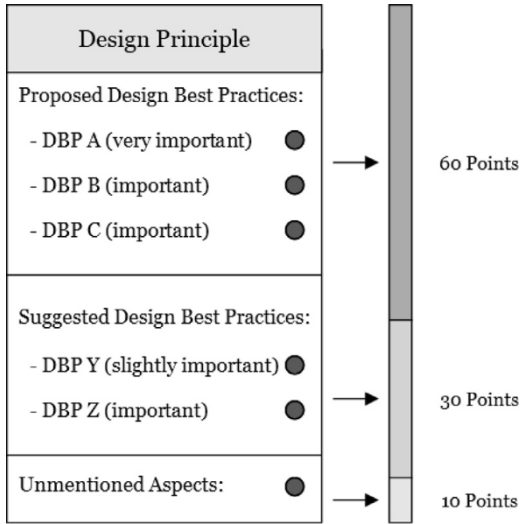 Design Principle
Proposed Design Best Practices:
- DBP A (very important)
- DBP B (important)
- DBP C (important)
60 Points
Suggested Design Best Practices:
- DBP Y (slightly important)
- DBP Z (important)
30 Points
Unmentioned Aspects:
10 Points